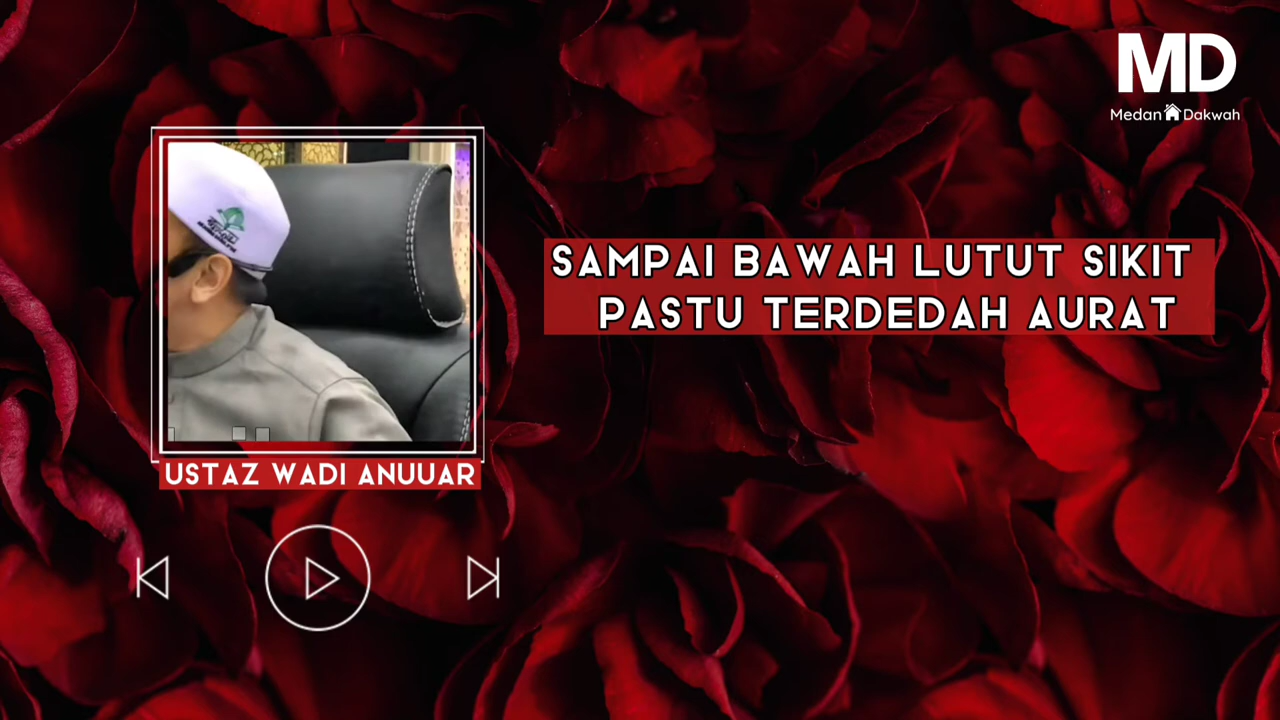 MD
Medan Dakwah
SAMPAI BAWAH LUTUT SIKIT
PASTU TERDEDAH AURAT
USTAZ WADI ANUUAR